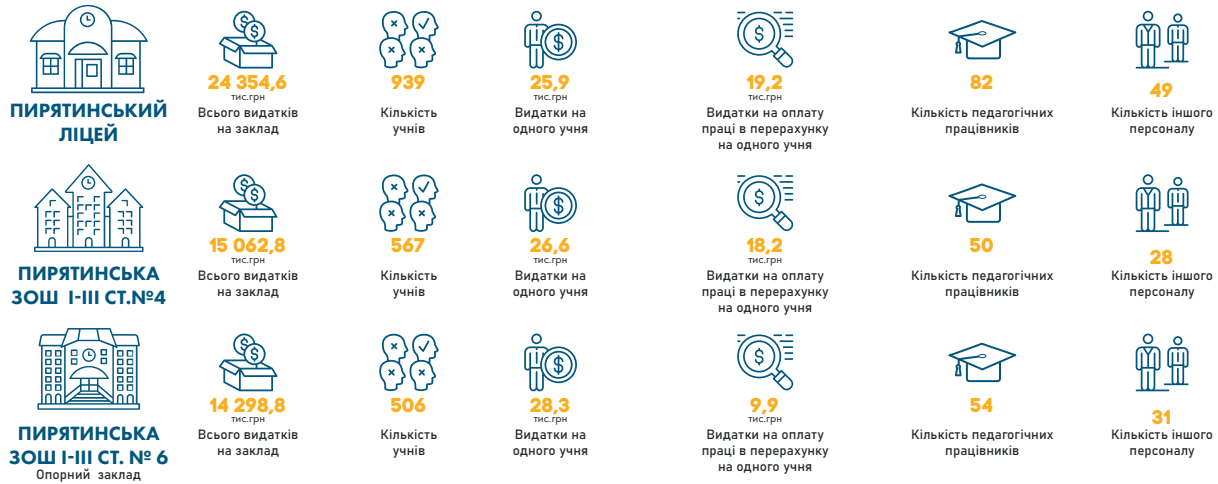 ПИРЯТИНСЬКИЙ
ЛІЦЕЙ
24 354,6
тис.грн
Всього видатків
на заклад
939
Кількість
учнів
25,9
тис.грн
Видатки на
одного учня
19,2
тис.грн
Видатки на оплату
праці в перерахунку
на одного учня
82
Кількість педагогічних
працівників
49
Кількість іншого
персоналу
ПИРЯТИНСЬКА
ЗОШ І-ІІІ СТ.№4
15 062,8
тис.грн
Всього видатків
на заклад
567
Кількість
учнів
26,6
тис.грн
Видатки на
одного учня
18,2
тис.грн
Видатки на оплату
праці в перерахунку
на одного учня
50
Кількість педагогічних
працівників
28
Кількість іншого
персоналу
ПИРЯТИНСЬКА
ЗОШ І-ІІІ СТ. № 6
Опорний заклад
14 298,8
тис.грн
Всього видатків
на заклад
506
Кількість
учнів
28,3
тис.грн
Видатки на
одного учня
9,9
тис.грн
Видатки на оплату
праці в перерахунку
на одного учня
54
Кількість педагогічних
працівників
31
Кількість іншого
персоналу